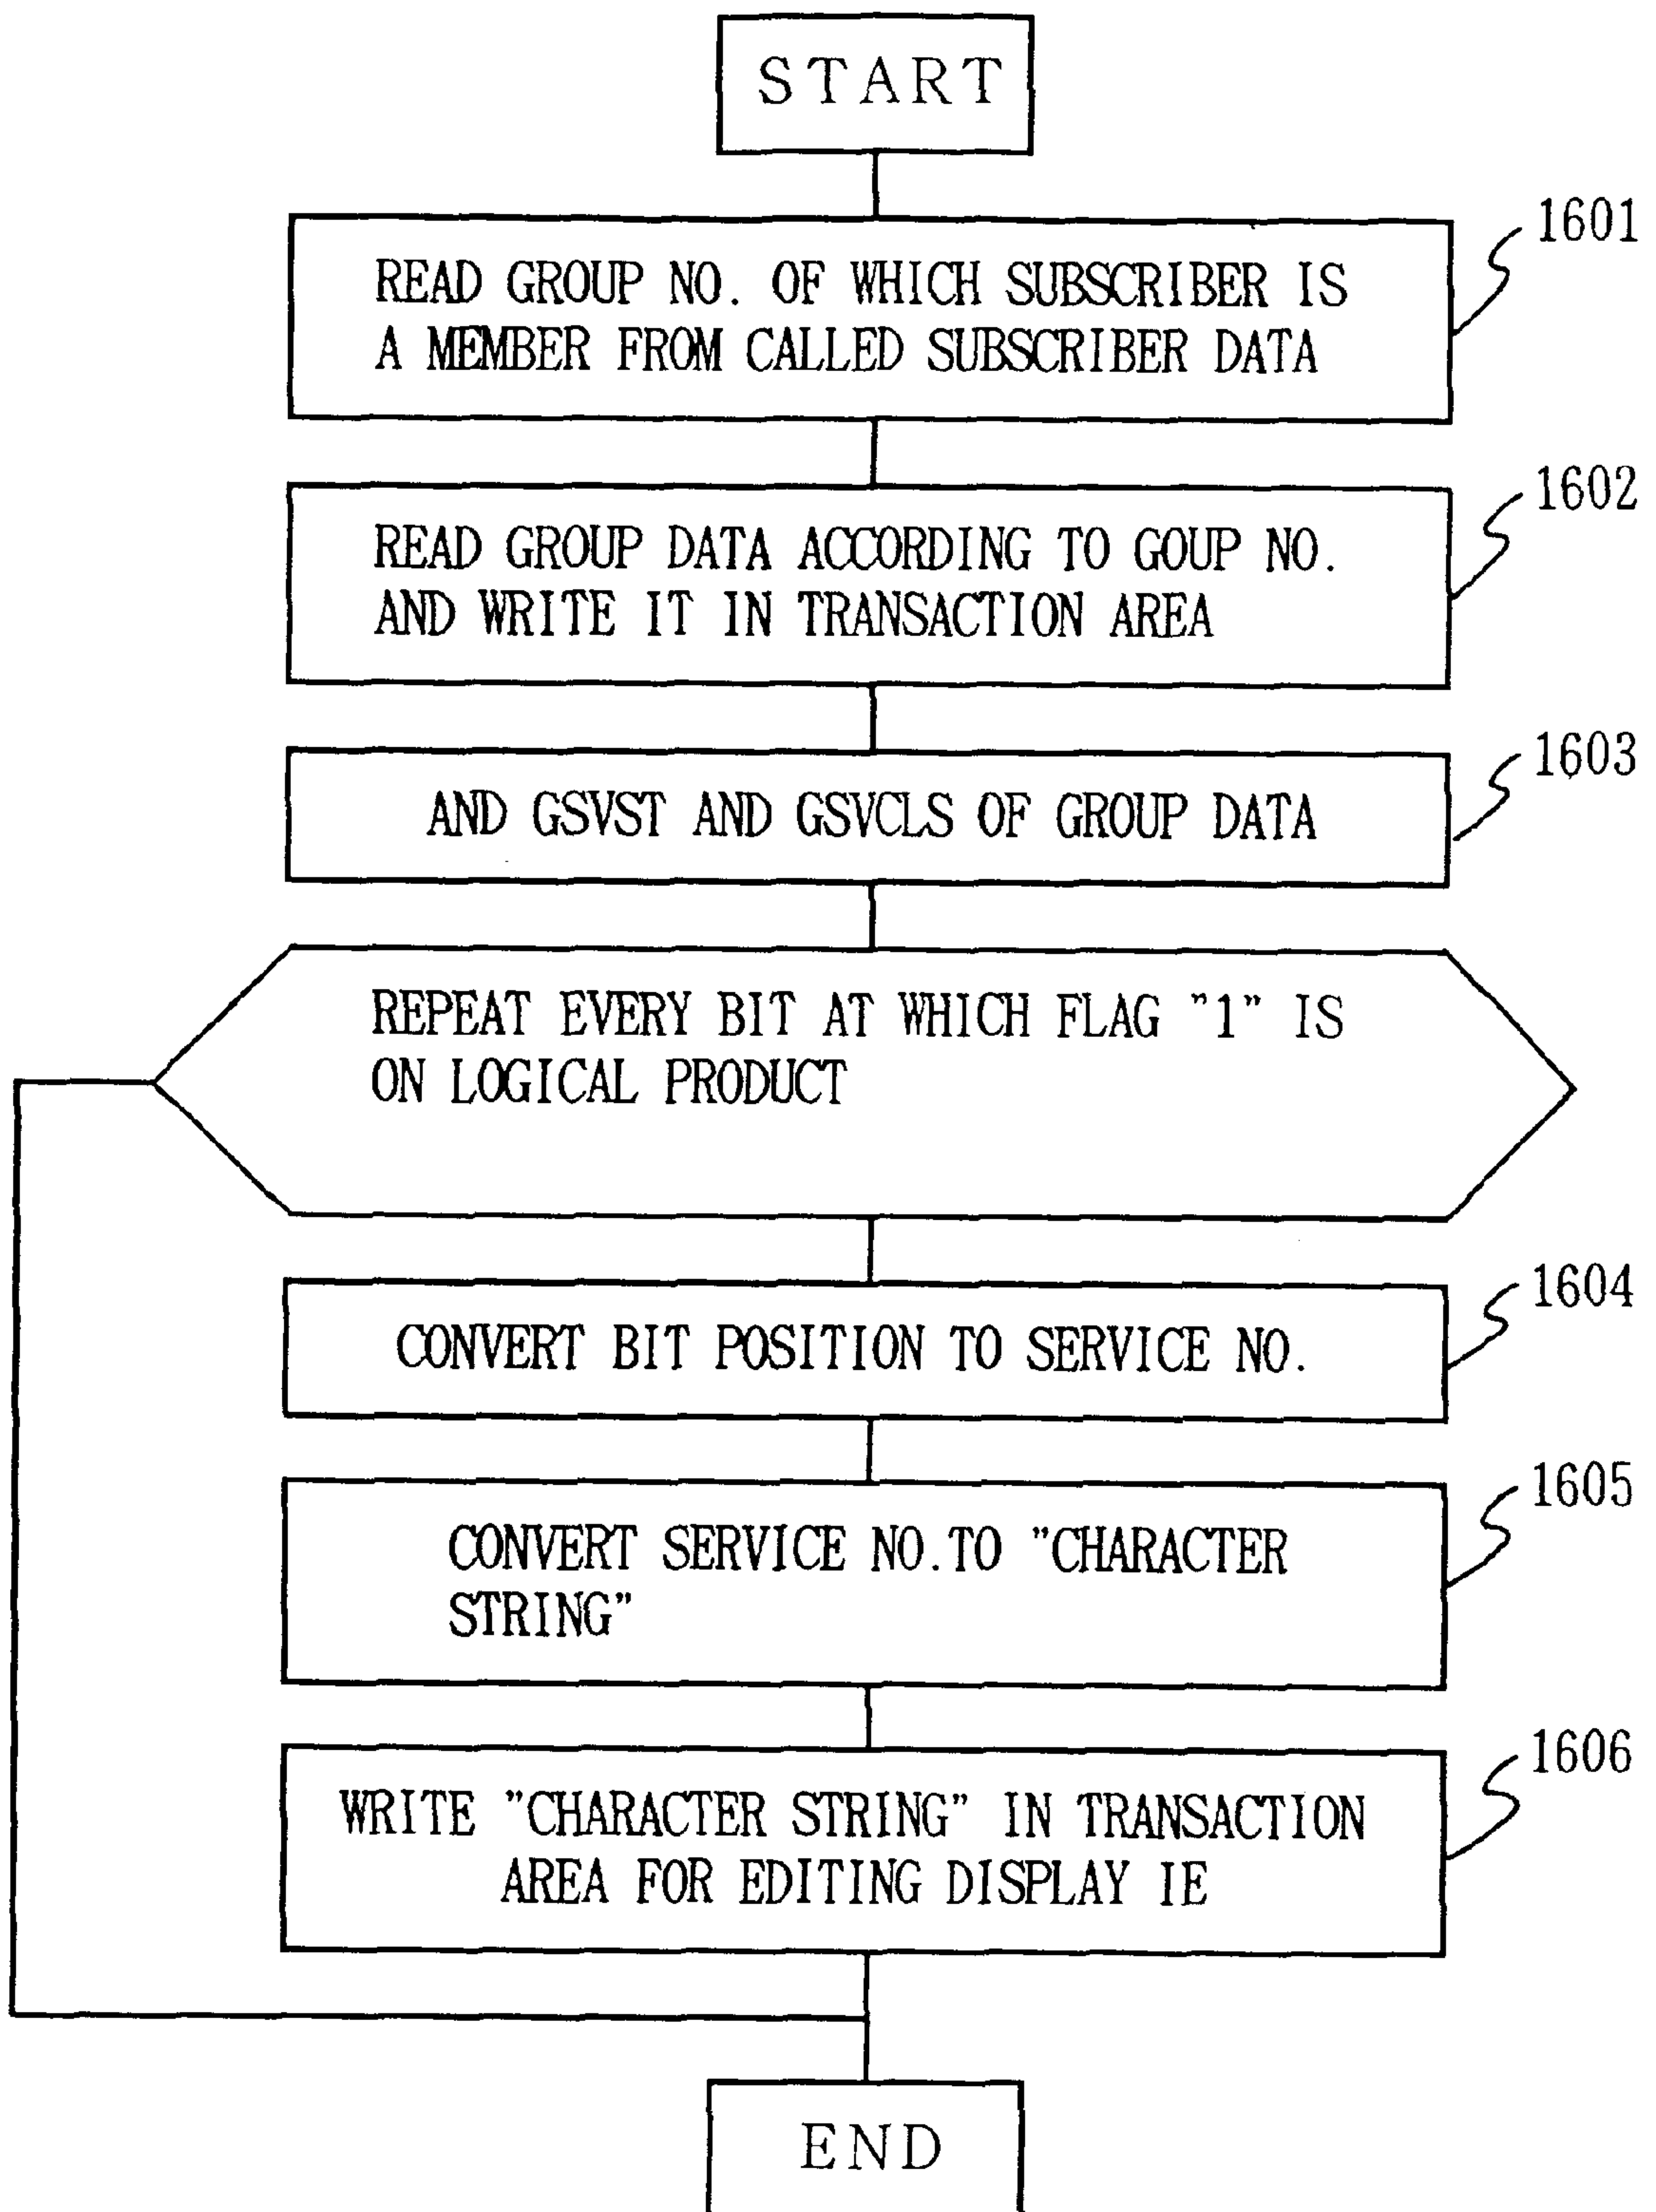 START
1601
READ GROUP NO. OF WHICH SUBSCRIBER IS
A MEMBER FROM CALLED SUBSCRIBER DATA
1602
READ GROUP DATA ACCORDING TO GOUP NO.
AND WRITE IT IN TRANSACTION AREA
1603
AND GSVST AND GSVCLS OF GROUP DATA
REPEAT EVERY BIT AT WHICH FLAG "1" IS
ON LOGICAL PRODUCT
1604
CONVERT BIT POSITION TO SERVICE NO.
1605
CONVERT SERVICE NO.TO "CHARACTER
STRING"
1606
WRITE "CHARACTER STRING" IN TRANSACTION
AREA FOR EDITING DISPLAY IE
END